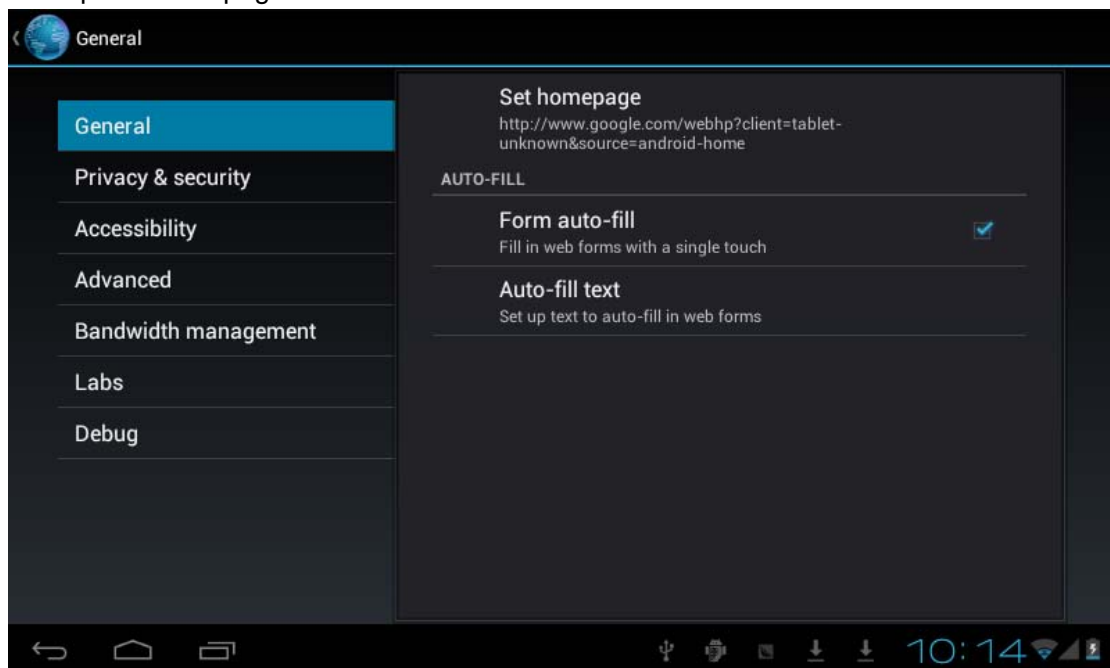 General
General
Privacy & security
Accessibility
Advanced
Bandwidth management
Labs
Debug
Set homepage
http://www.google.com/webhp?client=tablet-
unknown&source=android-home
AUTO-FILL
Form auto-fill
Fill in web forms with a single touch
Auto-fill text
Set up text to auto-fill in web forms
10:14